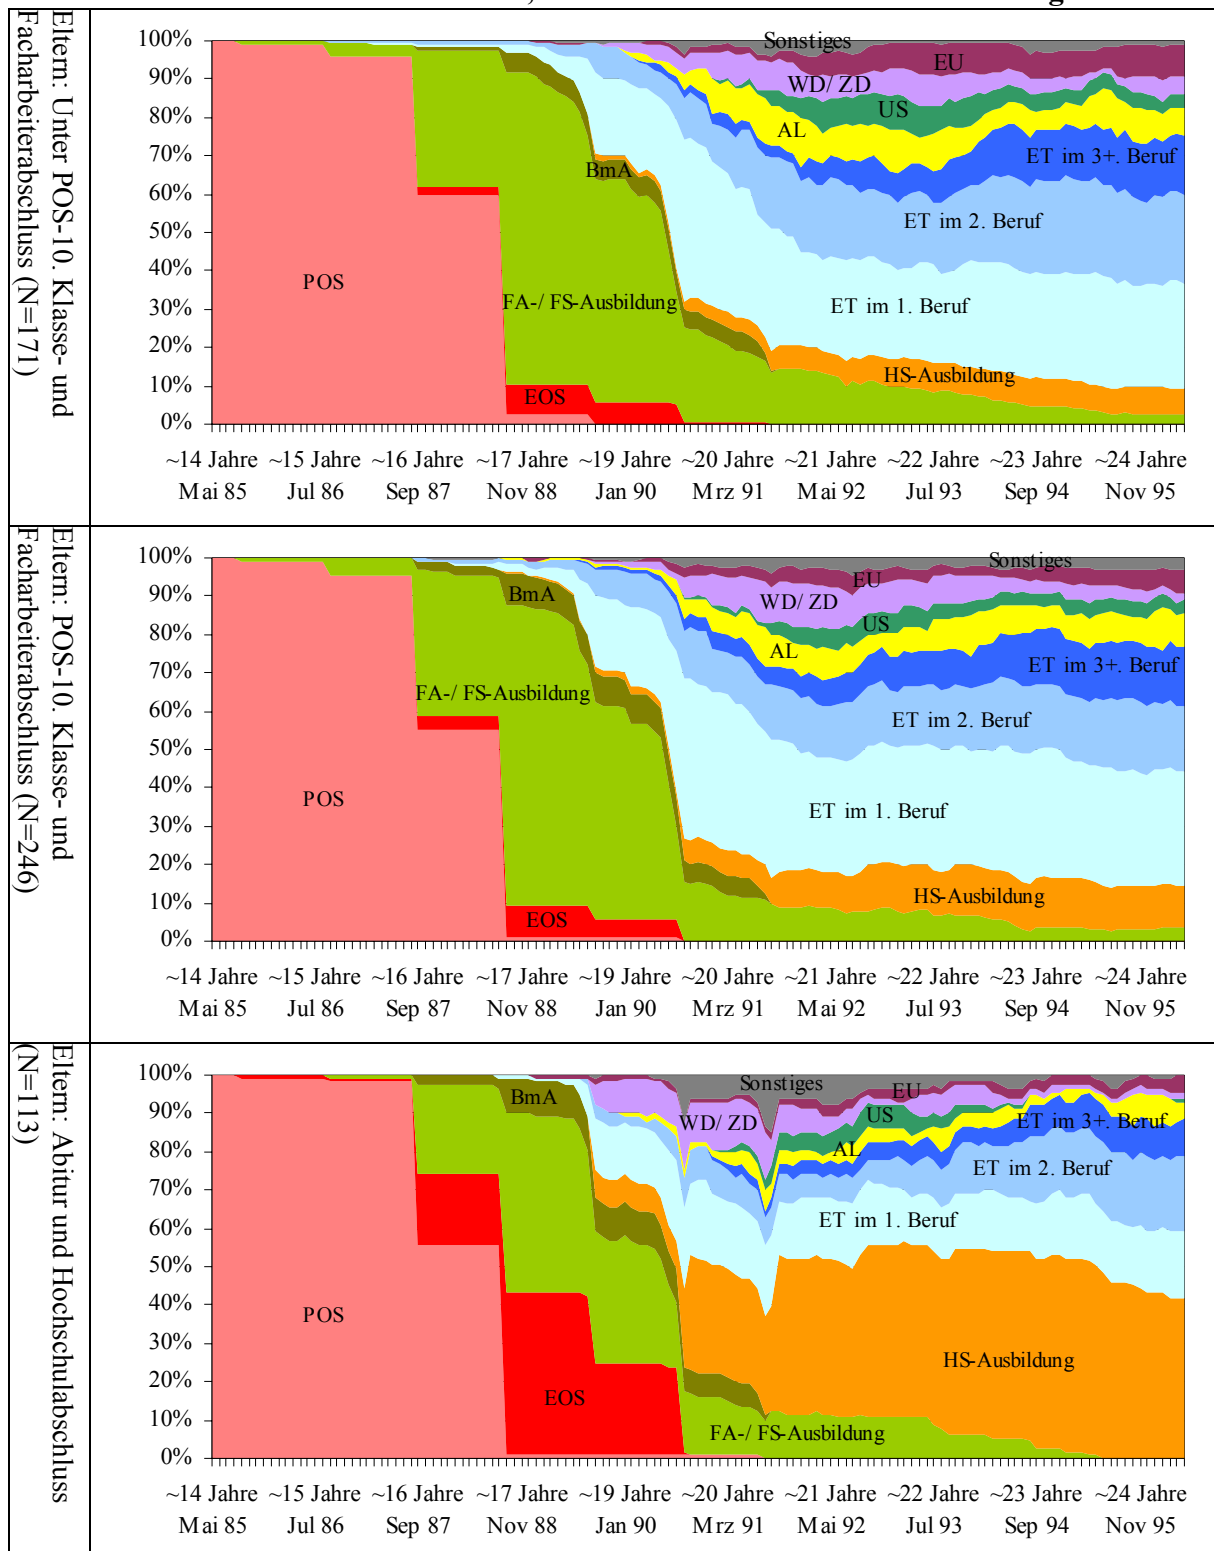 Eltern: Unter POS-10. Klasse- und
Facharbeiterabschluss (N=171)
100%
90%
80%
70%
60%
50%
40%
30%
20%
10%
0%
Sonstiges
EU
WD/ ZD
US
AL
ET im 3+. Beruf
BmA
ET im 2. Beruf
POS
FA-/ FS-Ausbildung
ET im 1. Beruf
HS-Ausbildung
EOS
~14 Jahre ~15 Jahre ~16 Jahre ~17 Jahre ~19 Jahre ~20 Jahre ~21 Jahre ~22 Jahre ~23 Jahre ~24 Jahre
Mai 85 Jul 86 Sep 87 Nov 88 Jan 90 Mrz 91 Mai 92 Jul 93 Sep 94 Nov 95
Eltern: POS-10. Klasse- und
Facharbeiterabschluss (N=246)
100%
90%
80%
70%
60%
50%
40%
30%
20%
10%
0%
Sonstiges
EU
BmA
WD/ ZD
US
AL
ET im 3+. Beruf
FA-/ FS-Ausbildung
ET im 2. Beruf
POS
ET im 1. Beruf
HS-Ausbildung
EOS
~14 Jahre ~15 Jahre ~16 Jahre ~17 Jahre ~19 Jahre ~20 Jahre ~21 Jahre ~22 Jahre ~23 Jahre ~24 Jahre
Mai 85 Jul 86 Sep 87 Nov 88 Jan 90 Mrz 91 Mai 92 Jul 93 Sep 94 Nov 95
Eltern: Abitur und Hochschulabschluss
(N=113)
100%
90%
80%
70%
60%
50%
40%
30%
20%
10%
0%
Sonstiges
EU
BmA
US
WD/ ZD
ET im 3+. Beruf
AL
ET im 2. Beruf
ET im 1. Beruf
POS
HS-Ausbildung
EOS
FA-/ FS-Ausbildung
~14 Jahre ~15 Jahre ~16 Jahre ~17 Jahre ~19 Jahre ~20 Jahre ~21 Jahre ~22 Jahre ~23 Jahre ~24 Jahre
Mai 85 Jul 86 Sep 87 Nov 88 Jan 90 Mrz 91 Mai 92 Jul 93 Sep 94 Nov 95